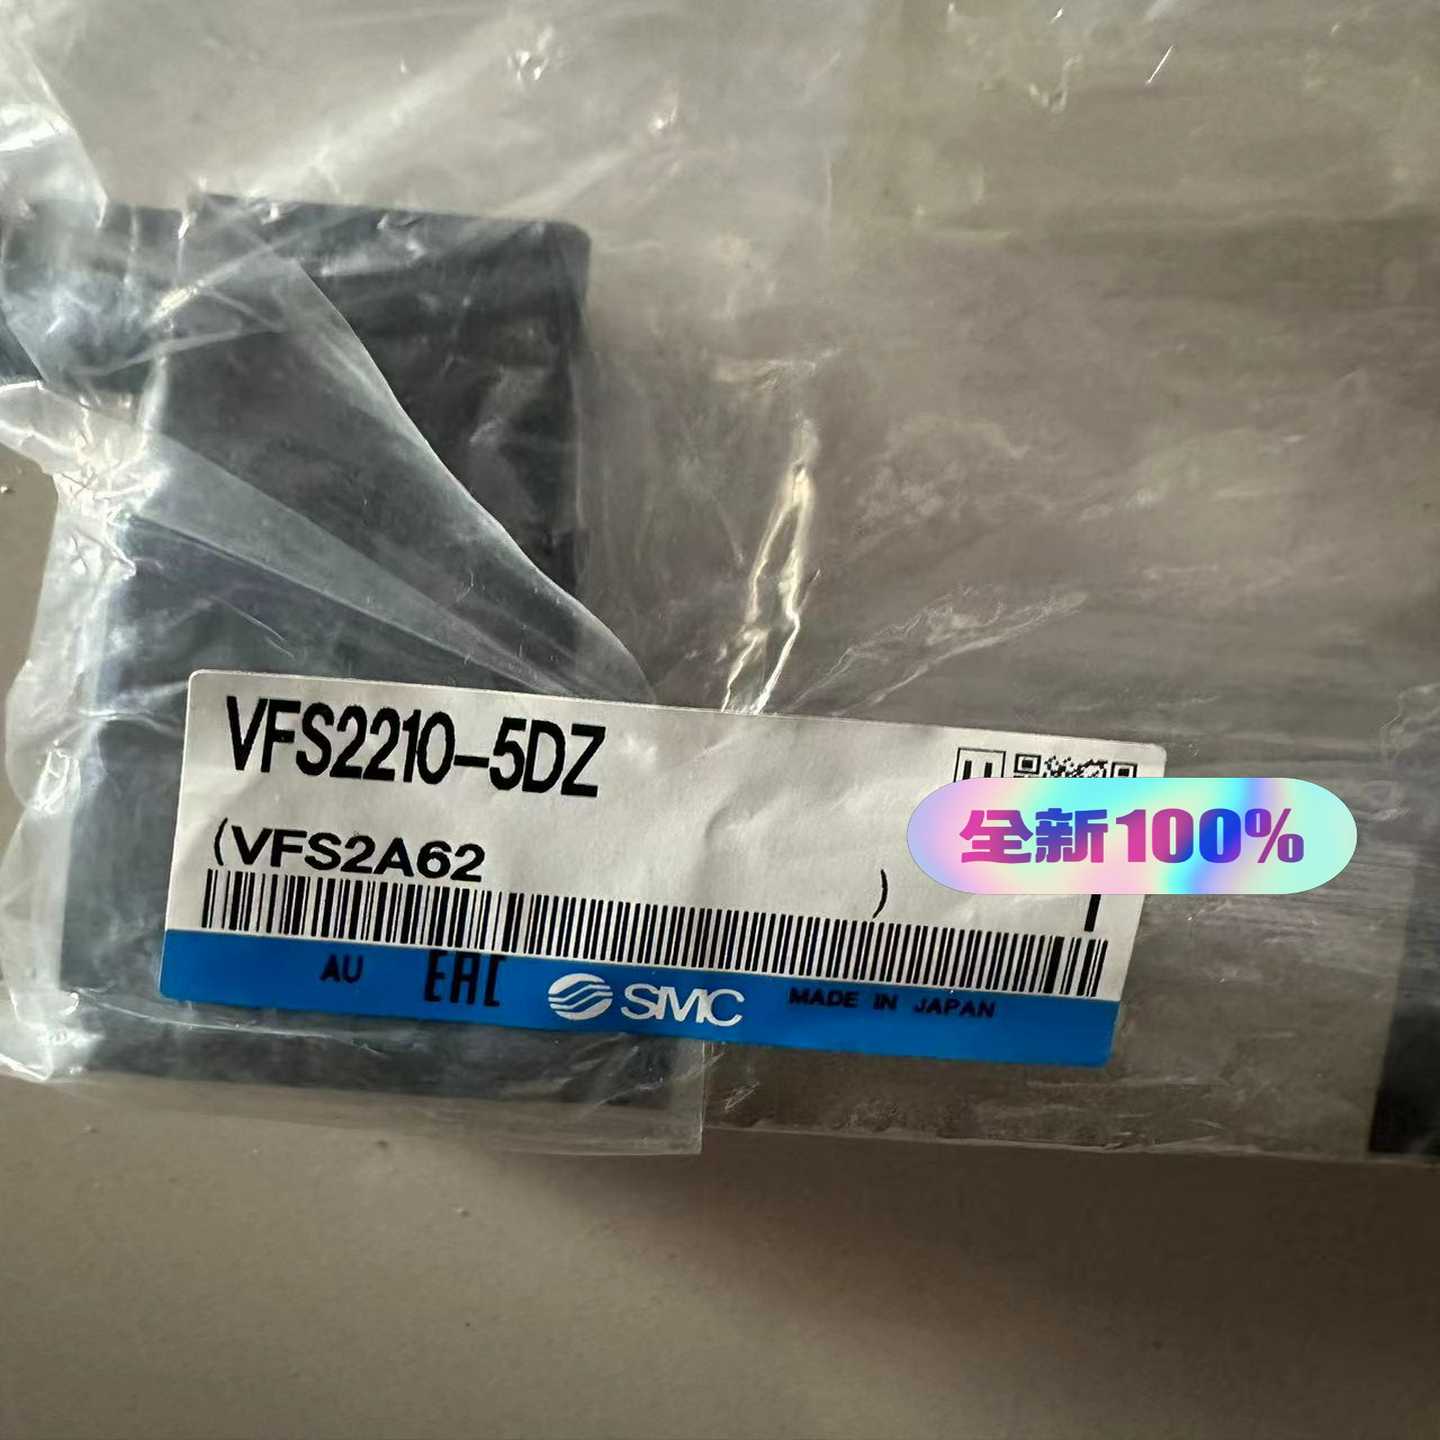 VFS2210-5DZ
(VFS2A62 )
全新100%
AU EAC SMC MADE IN JAPAN